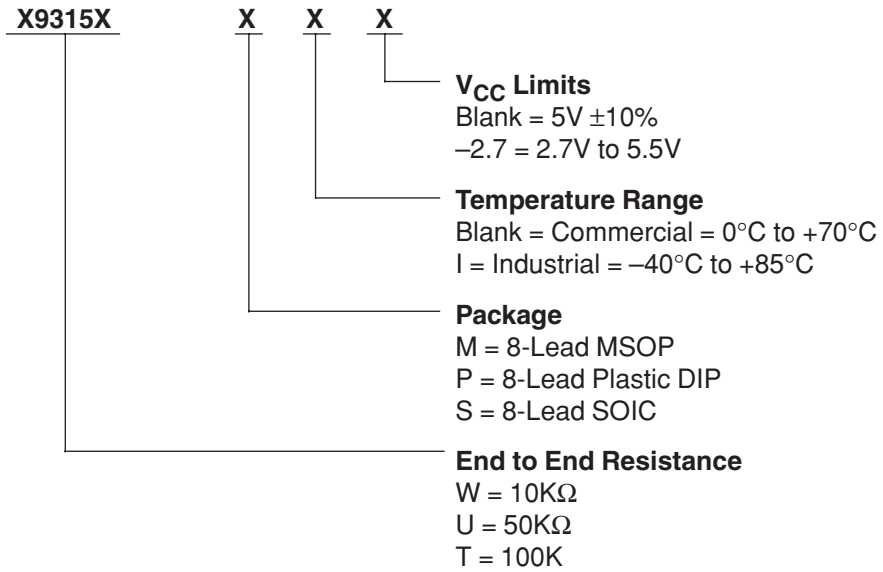 X9315X X X X
V_CC Limits
Blank = 5V ±10%
–2.7 = 2.7V to 5.5V
Temperature Range
Blank = Commercial = 0°C to +70°C
I = Industrial = –40°C to +85°C
Package
M = 8-Lead MSOP
P = 8-Lead Plastic DIP
S = 8-Lead SOIC
End to End Resistance
W = 10KΩ
U = 50KΩ
T = 100K